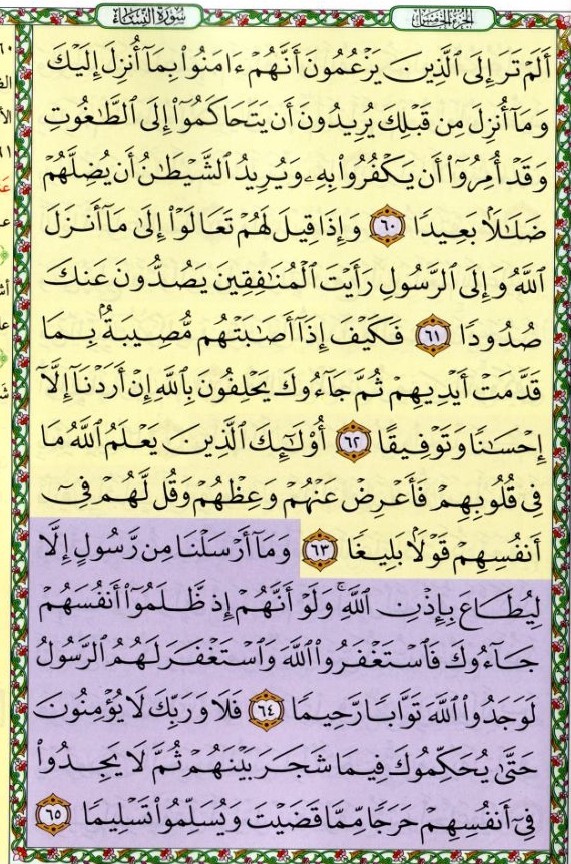 الجزء الخامس
سورة النساء
أَلَمْ تَرَ إِلَى ٱلَّذِينَ يَزْعُمُونَ أَنَّهُمْ ءَامَنُوا۟ بِمَآ أُنزِلَ إِلَيْكَ
وَمَآ أُنزِلَ مِن قَبْلِكَ يُرِيدُونَ أَن يَتَحَاكَمُوٓا۟ إِلَى ٱلطَّٰغُوتِ
وَقَدْ أُمِرُوٓا۟ أَن يَكْفُرُوا۟ بِهِۦ وَيُرِيدُ ٱلشَّيْطَٰنُ أَن يُضِلَّهُمْ
ضَلَٰلًۢا بَعِيدًا ٦٠ وَإِذَا قِيلَ لَهُمْ تَعَالَوْا۟ إِلَىٰ مَآ أَنزَلَ
ٱللَّهُ وَإِلَى ٱلرَّسُولِ رَأَيْتَ ٱلْمُنَٰفِقِينَ يَصُدُّونَ عَنكَ
صُدُودًا ٦١ فَكَيْفَ إِذَآ أَصَٰبَتْهُم مُّصِيبَةٌۢ بِمَا
قَدَّمَتْ أَيْدِيهِمْ ثُمَّ جَآءُوكَ يَحْلِفُونَ بِٱللَّهِ إِنْ أَرَدْنَآ إِلَّآ
إِحْسَٰنًا وَتَوْفِيقًا ٦٢ أُو۟لَٰٓئِكَ ٱلَّذِينَ يَعْلَمُ ٱللَّهُ مَا
فِى قُلُوبِهِمْ فَأَعْرِضْ عَنْهُمْ وَعِظْهُمْ وَقُل لَّهُمْ فِىٓ
أَنفُسِهِمْ قَوْلًۢا بَلِيغًا ٦٣ وَمَآ أَرْسَلْنَا مِن رَّسُولٍ إِلَّا
لِيُطَاعَ بِإِذْنِ ٱللَّهِ ۚ وَلَوْ أَنَّهُمْ إِذ ظَّلَمُوٓا۟ أَنفُسَهُمْ
جَآءُوكَ فَٱسْتَغْفَرُوا۟ ٱللَّهَ وَٱسْتَغْفَرَ لَهُمُ ٱلرَّسُولُ
لَوَجَدُوا۟ ٱللَّهَ تَوَّابًا رَّحِيمًا ٦٤ فَلَا وَرَبِّكَ لَا يُؤْمِنُونَ
حَتَّىٰ يُحَكِّمُوكَ فِيمَا شَجَرَ بَيْنَهُمْ ثُمَّ لَا يَجِدُوا۟
فِىٓ أَنفُسِهِمْ حَرَجًا مِّمَّا قَضَيْتَ وَيُسَلِّمُوا۟ تَسْلِيمًا ٦٥